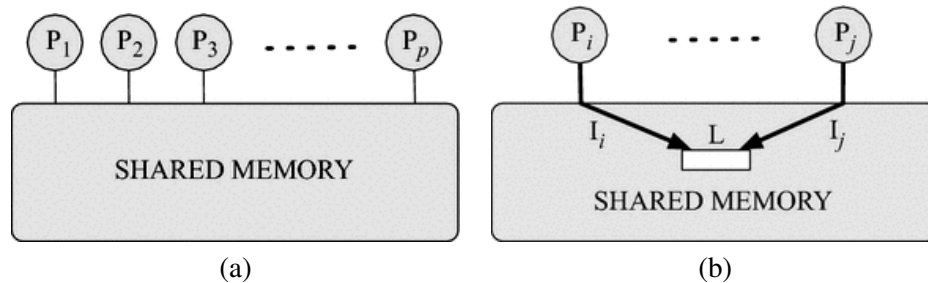 P1 P2 P3 Pp
SHARED MEMORY
(a)
Pi Pj
Ii L Ij
SHARED MEMORY
(b)